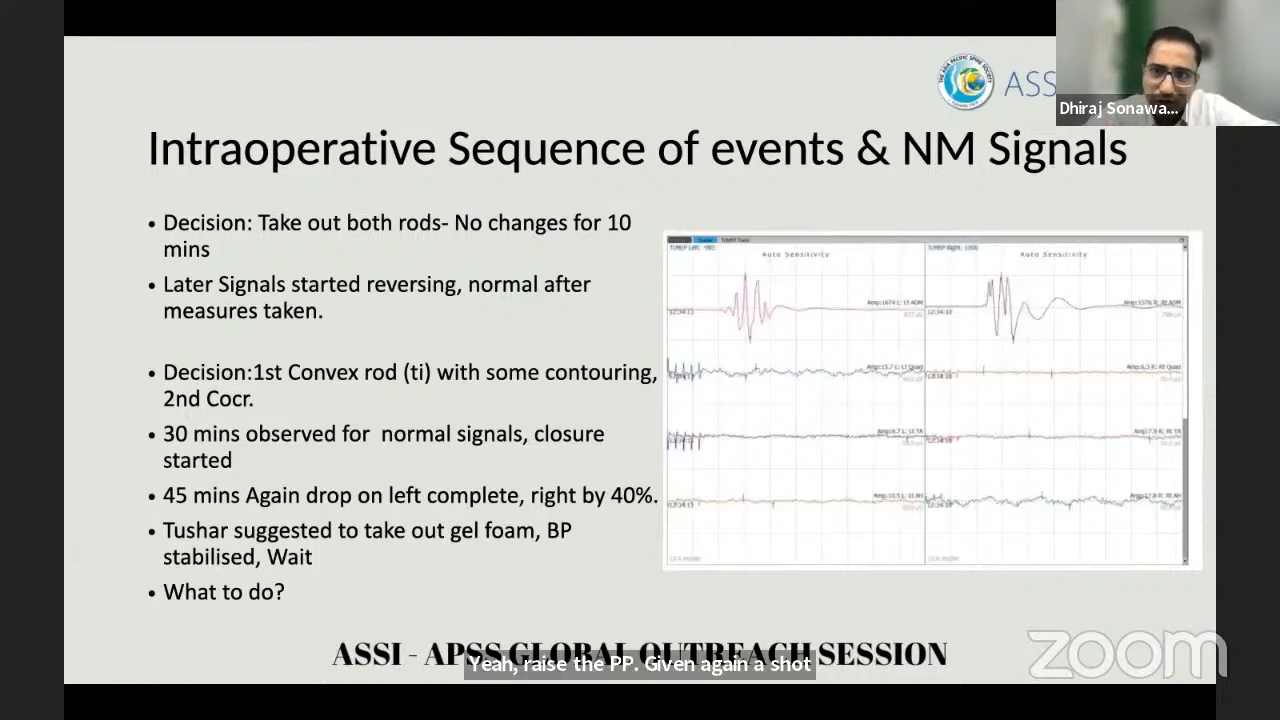 ASS
Dhiraj Sonawa...
Intraoperative Sequence of events & NM Signals
• Decision: Take out both rods- No changes for 10
mins
• Later Signals started reversing, normal after
measures taken.
• Decision:1st Convex rod (ti) with some contouring,
2nd Cocr.
• 30 mins observed for normal signals, closure
started
• 45 mins Again drop on left complete, right by 40%.
• Tushar suggested to take out gel foam, BP
stabilised, Wait
• What to do?
Auto Sensitivity
Auto Sensitivity
ASSI - APSS GLOBAL OUTREACH SESSION
Yeah, raise the PP. Given again a shot
zoom